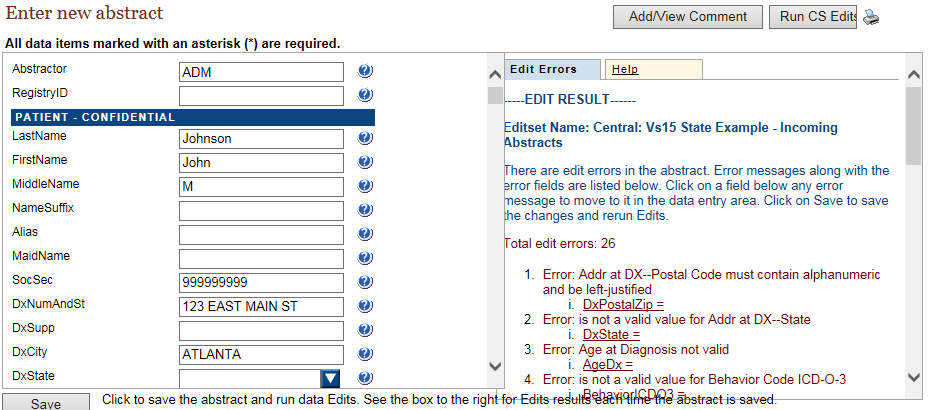 Enter new abstract
Add/View Comment
Run CS Edits
All data items marked with an asterisk (*) are required.
Abstractor
ADM
RegistryID
PATIENT - CONFIDENTIAL
LastName
Johnson
FirstName
John
MiddleName
M
NameSuffix
Alias
MaidName
SocSec
999999999
DxNumAndSt
123 EAST MAIN ST
DxSupp
DxCity
ATLANTA
DxState
Save
Click to save the abstract and run data Edits. See the box to the right for Edits results each time the abstract is saved.
Edit Errors
Help
----EDIT RESULT------
Editset Name: Central: Vs15 State Example - Incoming
Abstracts
There are edit errors in the abstract. Error messages along with the
error fields are listed below. Click on a field below any error
message to move to it in the data entry area. Click on Save to save
the changes and rerun Edits.
Total edit errors: 26
1. Error: Addr at DX--Postal Code must contain alphanumeric
and be left-justified
i. DxPostalZip =
2. Error: is not a valid value for Addr at DX--State
i. DxState =
3. Error: Age at Diagnosis not valid
i. AgeDx =
4. Error: is not a valid value for Behavior Code ICD-O-3
i. BehaviorICDO3 =